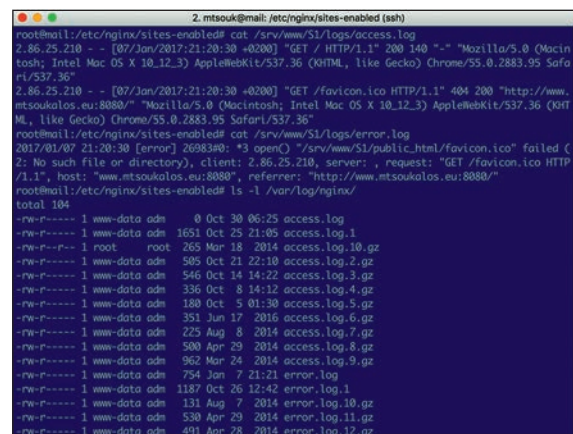 2. mtsouk@mail: /etc/nginx/sites-enabled (ssh)
root@mail:/etc/nginx/sites-enabled# cat /srv/www/S1/logs/access.log
2.86.25.210 - - [07/Jan/2017:21:20:30 +0200] "GET / HTTP/1.1" 200 140 "-" "Mozilla/5.0 (Macin
tosh; Intel Mac OS X 10_12_3) AppleWebKit/537.36 (KHTML, like Gecko) Chrome/55.0.2883.95 Safa
ri/537.36"
2.86.25.210 - - [07/Jan/2017:21:20:30 +0200] "GET /favicon.ico HTTP/1.1" 404 200 "http://www.
mtsoukalos.eu:8080/" "Mozilla/5.0 (Macintosh; Intel Mac OS X 10_12_3) AppleWebKit/537.36 (KHT
ML, like Gecko) Chrome/55.0.2883.95 Safari/537.36"
root@mail:/etc/nginx/sites-enabled# cat /srv/www/S1/logs/error.log
2017/01/07 21:20:30 [error] 26983#0: *3 open() "/srv/www/S1/public_html/favicon.ico" failed (
2: No such file or directory), client: 2.86.25.210, server: , request: "GET /favicon.ico HTTP
/1.1", host: "www.mtsoukalos.eu:8080", referrer: "http://www.mtsoukalos.eu:8080/"
root@mail:/etc/nginx/sites-enabled# ls -l /var/log/nginx/
total 104
-rw-r----- 1 www-data adm 0 Oct 30 06:25 access.log
-rw-r----- 1 www-data adm 1651 Oct 25 21:05 access.log.1
-rw-r--r-- 1 root root 265 Mar 18 2014 access.log.10.gz
-rw-r----- 1 www-data adm 505 Oct 21 22:10 access.log.2.gz
-rw-r----- 1 www-data adm 546 Oct 14 14:22 access.log.3.gz
-rw-r----- 1 www-data adm 336 Oct 8 14:12 access.log.4.gz
-rw-r----- 1 www-data adm 180 Oct 5 01:30 access.log.5.gz
-rw-r----- 1 www-data adm 351 Jun 17 2016 access.log.6.gz
-rw-r----- 1 www-data adm 225 Aug 8 2014 access.log.7.gz
-rw-r----- 1 www-data adm 500 Apr 29 2014 access.log.8.gz
-rw-r----- 1 www-data adm 962 Mar 24 2014 access.log.9.gz
-rw-r----- 1 www-data adm 754 Jan 7 21:21 error.log
-rw-r----- 1 www-data adm 1187 Oct 26 12:42 error.log.1
-rw-r----- 1 www-data adm 131 Aug 7 2014 error.log.10.gz
-rw-r----- 1 www-data adm 530 Apr 29 2014 error.log.11.gz
-rw-r----- 1 www-data adm 491 Apr 28 2014 error.log.12.gz